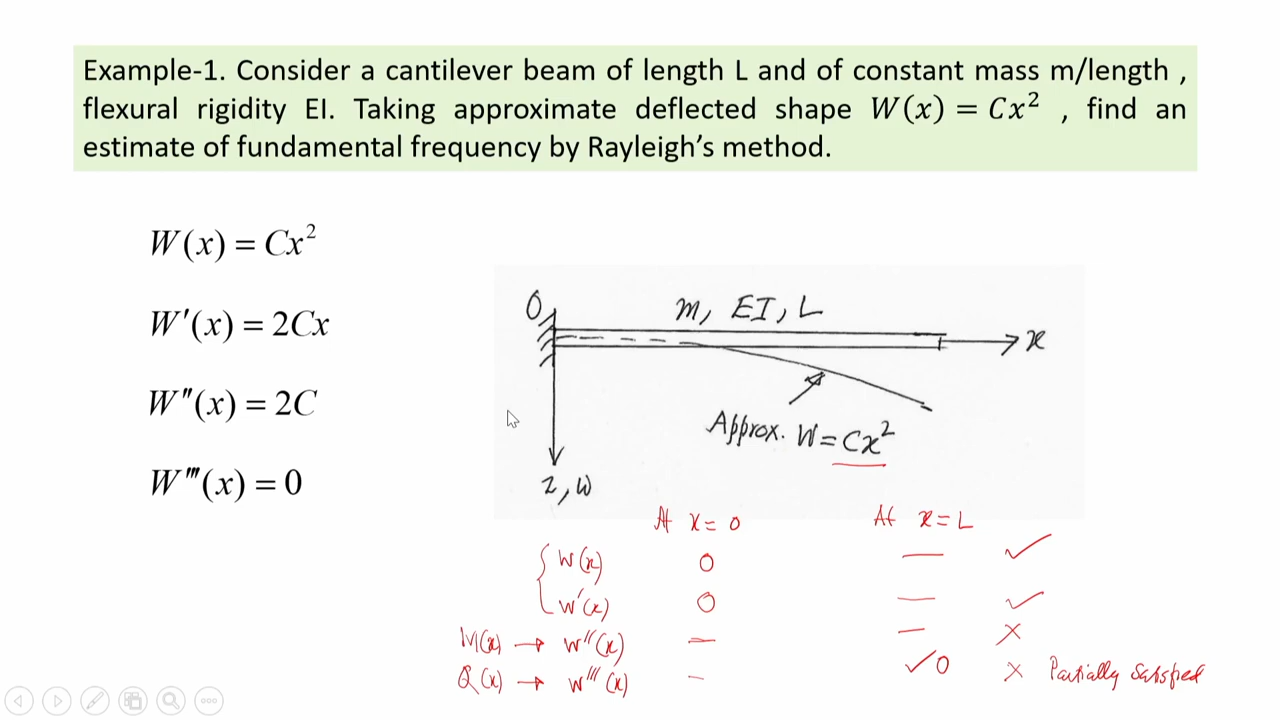 Example-1. Consider a cantilever beam of length L and of constant mass m/length ,
flexural rigidity EI. Taking approximate deflected shape W(x) = Cx² , find an
estimate of fundamental frequency by Rayleigh’s method.
W(x) = Cx²
W′(x) = 2Cx
W″(x) = 2C
W‴(x) = 0
O
m, EI, L
x
Approx. W = Cx²
z, w
At x = 0 At x = L
W(x) 0 — ✓
W′(x) 0 — ✓
M(x) → W″(x) — — ×
Q(x) → W‴(x) — ✓0 × Partially Satisfied